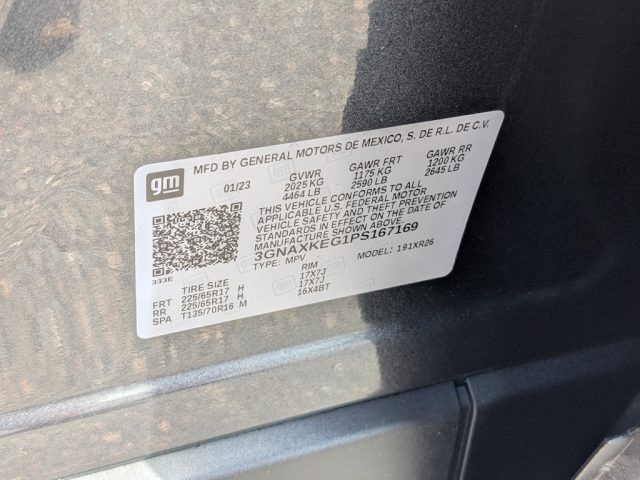 gm
MFD BY GENERAL MOTORS DE MEXICO, S. DE R.L. DE C.V.
01/23 GVWR GAWR FRT GAWR RR
2025 KG 1175 KG 1200 KG
4464 LB 2590 LB 2645 LB
THIS VEHICLE CONFORMS TO ALL
APPLICABLE U.S. FEDERAL MOTOR
VEHICLE SAFETY AND THEFT PREVENTION
STANDARDS IN EFFECT ON THE DATE OF
MANUFACTURE SHOWN ABOVE.
3GNAXKEG1PS167169
TYPE: MPV MODEL: 191XR26
333E
TIRE SIZE RIM
FRT 225/65R17 H 17X7J
RR 225/65R17 H 17X7J
SPA T135/70R16 M 16X4BT